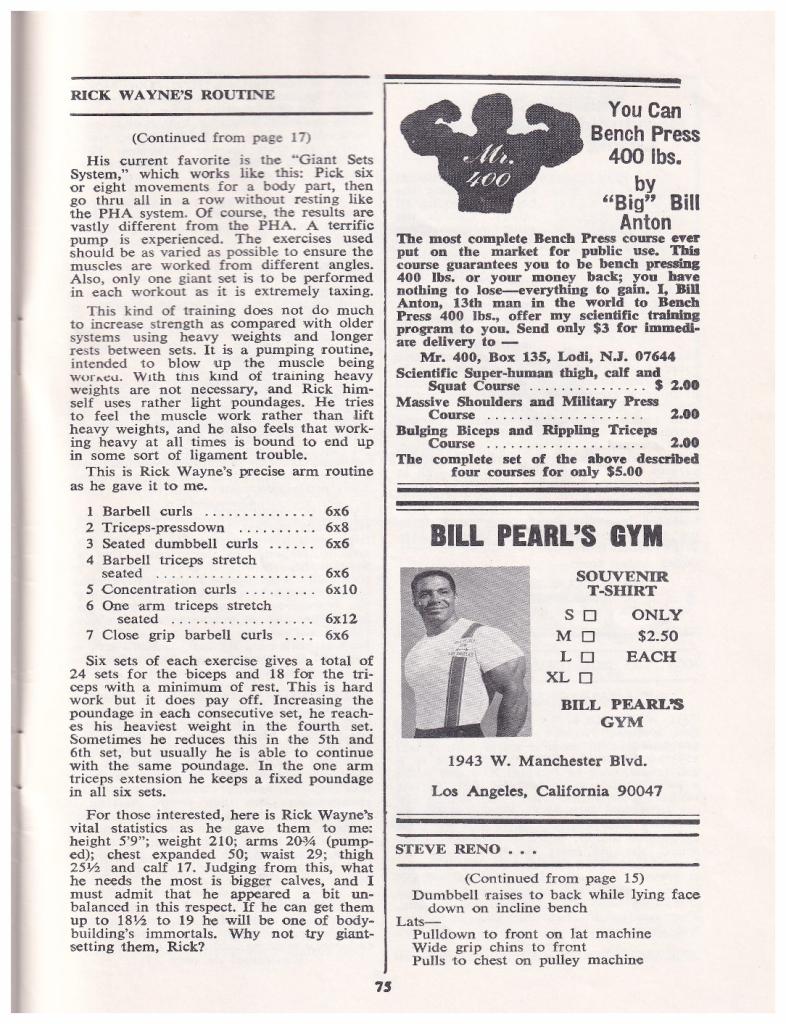 RICK WAYNE'S ROUTINE
(Continued from page 17)
His current favorite is the "Giant Sets
System," which works like this: Pick six
or eight movements for a body part, then
go thru all in a row without resting like
the PHA system. Of course, the results are
vastly different from the PHA. A terrific
pump is experienced. The exercises used
should be as varied as possible to ensure the
muscles are worked from different angles.
Also, only one giant set is to be performed
in each workout as it is extremely taxing.
This kind of training does not do much
to increase strength as compared with older
systems using heavy weights and longer
rests between sets. It is a pumping routine,
intended to blow up the muscle being
worked. With this kind of training heavy
weights are not necessary, and Rick him-
self uses rather light poundages. He tries
to feel the muscle work rather than lift
heavy weights, and he also feels that work-
ing heavy at all times is bound to end up
in some sort of ligament trouble.
This is Rick Wayne's precise arm routine
as he gave it to me.
1 Barbell curls .............. 6x6
2 Triceps-pressdown .......... 6x8
3 Seated dumbbell curls ...... 6x6
4 Barbell triceps stretch
seated .................... 6x6
5 Concentration curls ......... 6x10
6 One arm triceps stretch
seated .................. 6x12
7 Close grip barbell curls .... 6x6
Six sets of each exercise gives a total of
24 sets for the biceps and 18 for the tri-
ceps with a minimum of rest. This is hard
work but it does pay off. Increasing the
poundage in each consecutive set, he reach-
es his heaviest weight in the fourth set.
Sometimes he reduces this in the 5th and
6th set, but usually he is able to continue
with the same poundage. In the one arm
triceps extension he keeps a fixed poundage
in all six sets.
For those interested, here is Rick Wayne's
vital statistics as he gave them to me:
height 5'9"; weight 210; arms 20¾ (pump-
ed); chest expanded 50; waist 29; thigh
25½ and calf 17. Judging from this, what
he needs the most is bigger calves, and I
must admit that he appeared a bit un-
balanced in this respect. If he can get them
up to 18½ to 19 he will be one of body-
building's immortals. Why not try giant-
setting them, Rick?
Mr.
400
You Can
Bench Press
400 lbs.
by
"Big" Bill
Anton
The most complete Bench Press course ever
put on the market for public use. This
course guarantees you to be bench pressing
400 lbs. or your money back; you have
nothing to lose—everything to gain. I, Bill
Anton, 13th man in the world to Bench
Press 400 lbs., offer my scientific training
program to you. Send only $3 for immedi-
are delivery to —
Mr. 400, Box 135, Lodi, N.J. 07644
Scientific Super-human thigh, calf and
Squat Course ............... $ 2.00
Massive Shoulders and Military Press
Course .................... 2.00
Bulging Biceps and Rippling Triceps
Course .................... 2.00
The complete set of the above described
four courses for only $5.00
BILL PEARL'S GYM
SOUVENIR
T-SHIRT
S □ ONLY
M □ $2.50
L □ EACH
XL □
BILL PEARL'S
GYM
1943 W. Manchester Blvd.
Los Angeles, California 90047
STEVE RENO . . .
(Continued from page 15)
Dumbbell raises to back while lying face
down on incline bench
Lats—
Pulldown to front on lat machine
Wide grip chins to front
Pulls to chest on pulley machine
75